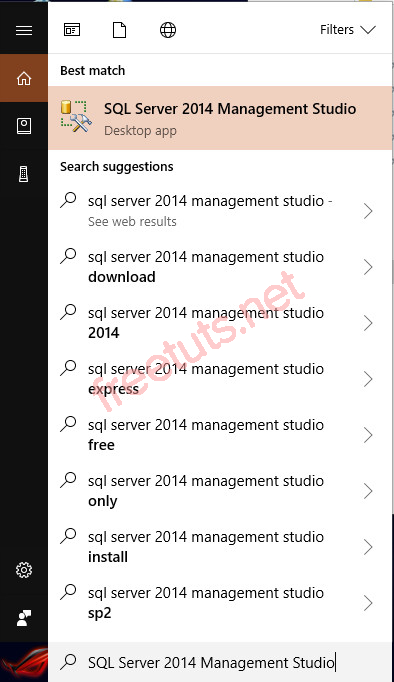 Filters
Best match
SQL Server 2014 Management Studio
Desktop app
Search suggestions
sql server 2014 management studio -
See web results
sql server 2014 management studio
download
sql server 2014 management studio
2014
sql server 2014 management studio
express
sql server 2014 management studio
free
sql server 2014 management studio
only
sql server 2014 management studio
install
sql server 2014 management studio
sp2
SQL Server 2014 Management Studio
freetuts.net